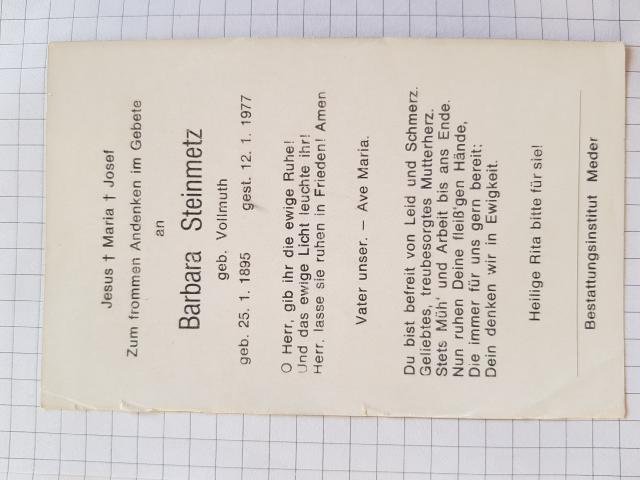 Jesus † Maria † Josef
Zum frommen Andenken im Gebete
an
Barbara Steinmetz
geb. Vollmuth
geb. 25. 1. 1895 gest. 12. 1. 1977
O Herr, gib ihr die ewige Ruhe!
Und das ewige Licht leuchte ihr!
Herr, lasse sie ruhen in Frieden! Amen
Vater unser. — Ave Maria.
Du bist befreit von Leid und Schmerz.
Geliebtes, treubesorgtes Mutterherz.
Stets Müh' und Arbeit bis ans Ende.
Nun ruhen Deine fleiß'gen Hände,
Die immer für uns gern bereit;
Dein denken wir in Ewigkeit.
Heilige Rita bitte für sie!
Bestattungsinstitut Meder